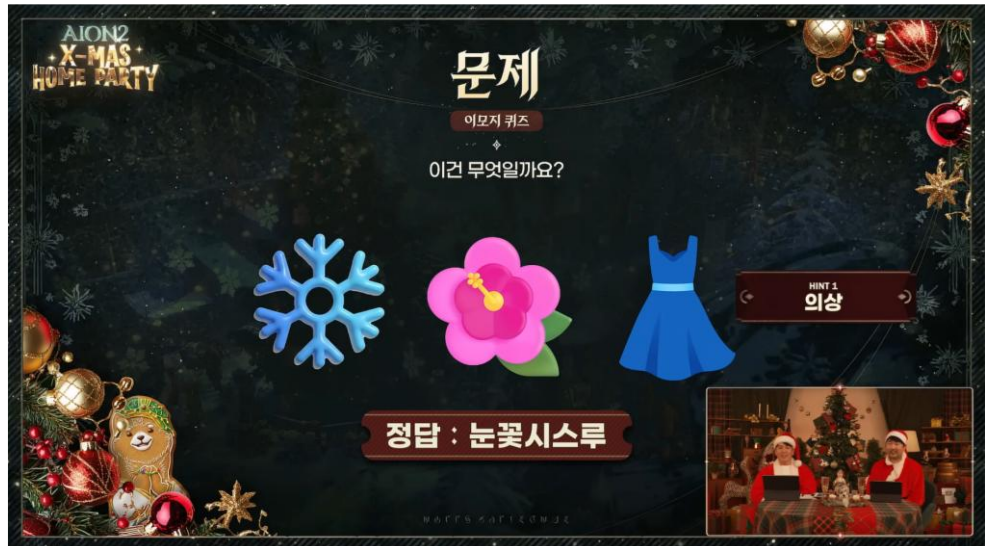 AION2
X-MAS
HOME PARTY
문제
이모지 퀴즈
이건 무엇일까요?
HINT 1
의상
정답 : 눈꽃시스루